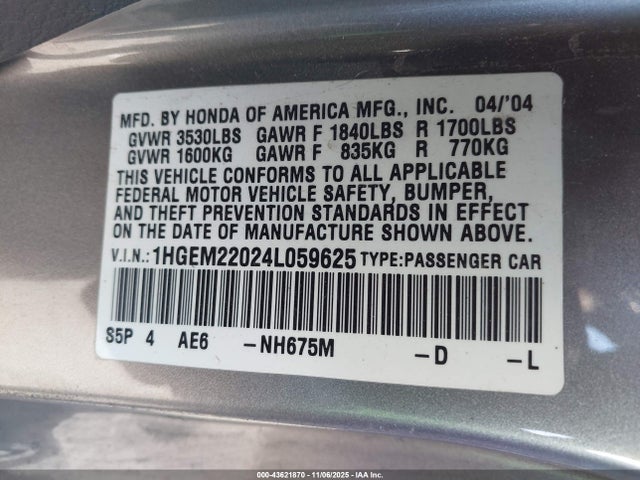 MFD. BY HONDA OF AMERICA MFG., INC. 04/'04
GVWR 3530LBS GAWR F 1840LBS R 1700LBS
GVWR 1600KG GAWR F 835KG R 770KG
THIS VEHICLE CONFORMS TO ALL APPLICABLE
FEDERAL MOTOR VEHICLE SAFETY, BUMPER,
AND THEFT PREVENTION STANDARDS IN EFFECT
ON THE DATE OF MANUFACTURE SHOWN ABOVE.
V.I.N.: 1HGEM22024L059625 TYPE:PASSENGER CAR
S5P 4 AE6 -NH675M -D -L
000-43621870 - 11/06/2025 - IAA Inc.